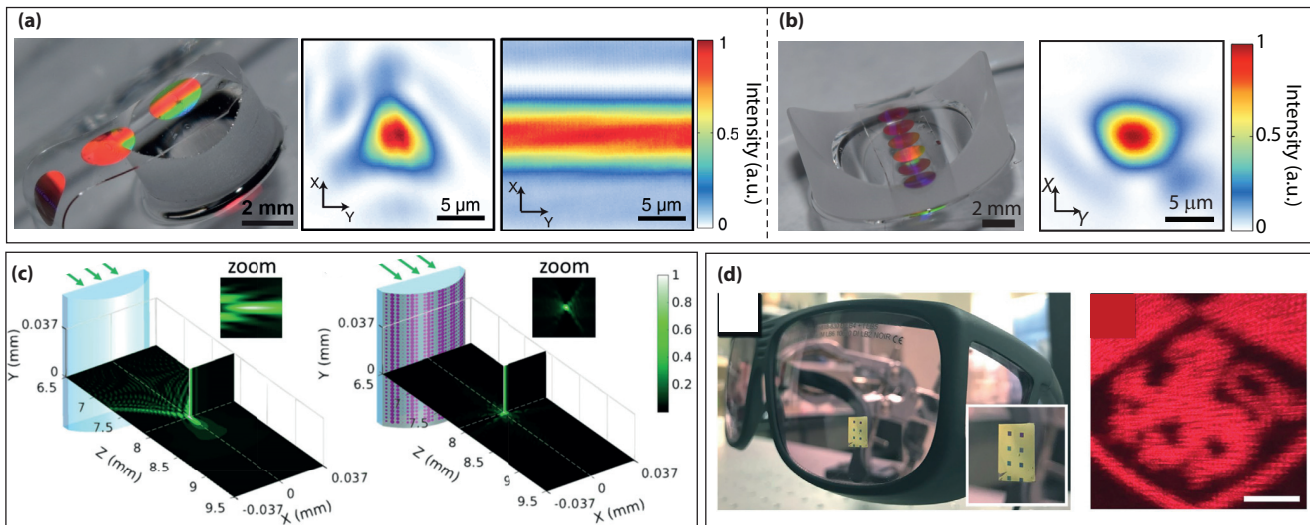 (a)
2 mm
X
Y
5 μm
X
Y
5 μm
1
0.5
0
Intensity (a.u.)
(b)
2 mm
X
Y
5 μm
1
0.5
0
Intensity (a.u.)
(c)
zoom
Y (mm)
0.037
0
6.5
7
7.5
8
8.5
9
9.5
Z (mm)
-0.037
0
0.037
X (mm)
zoom
Y (mm)
0.037
0
6.5
7
7.5
8
8.5
9
9.5
Z (mm)
-0.037
0
0.037
X (mm)
1
0.8
0.6
0.4
0.2
(d)